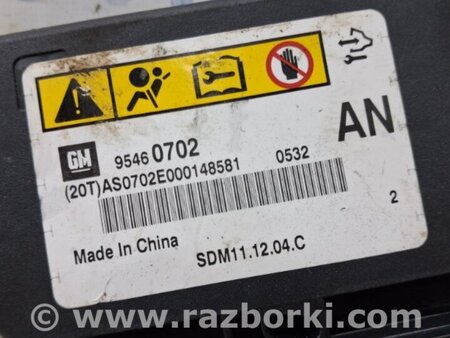 AN
GM 9546 0702
(20T)AS0702E000148581 0532
2
Made In China SDM11.12.04.C
© www.razborki.com